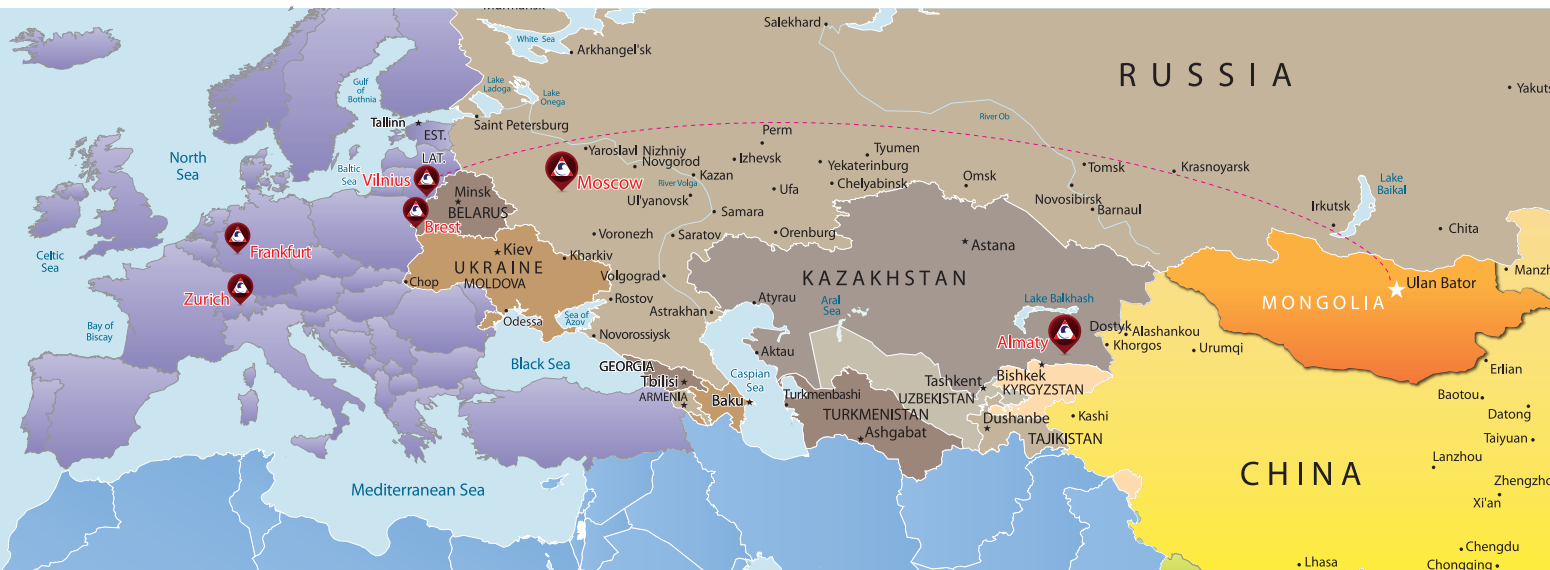 Salekhard
White Sea
Arkhangel'sk
RUSSIA
Gulf
of
Bothnia
Lake
Ladoga
Lake
Onega
River Ob
Tallinn
EST.
Saint Petersburg
Perm
North
Sea
Baltic
Sea
LAT.
Vilnius
Moscow
Yaroslavl
Nizhniy
Novgorod
Izhevsk
Kazan
River Volga
Ul'yanovsk
Yekaterinburg
Tyumen
Chelyabinsk
Ufa
Samara
Omsk
Tomsk
Novosibirsk
Barnaul
Krasnoyarsk
Lake
Baikal
Irkutsk
Chita
Minsk
BELARUS
Brest
Voronezh
Saratov
Orenburg
Astana
Celtic
Sea
Frankfurt
Zurich
Kiev
UKRAINE
MOLDOVA
Kharkiv
Volgograd
Chop
KAZAKHSTAN
MONGOLIA
Ulan Bator
Rostov
Astrakhan
Atyrau
Aral
Sea
Lake Balkhash
Bay of
Biscay
Odessa
Sea of
Azov
Novorossiysk
Almaty
Dostyk
Alashankou
Khorgos
Urumqi
Black Sea
GEORGIA
Tbilisi
ARMENIA
Baku
Caspian
Sea
Aktau
Turkmenbashi
Tashkent
UZBEKISTAN
Bishkek
KYRGYZSTAN
Erlian
Baotou
Datong
TURKMENISTAN
Ashgabat
Dushanbe
TAJIKISTAN
Kashi
Taiyuan
Lanzhou
CHINA
Mediterranean Sea
Xi'an
Chengdu
Lhasa
Chongqing